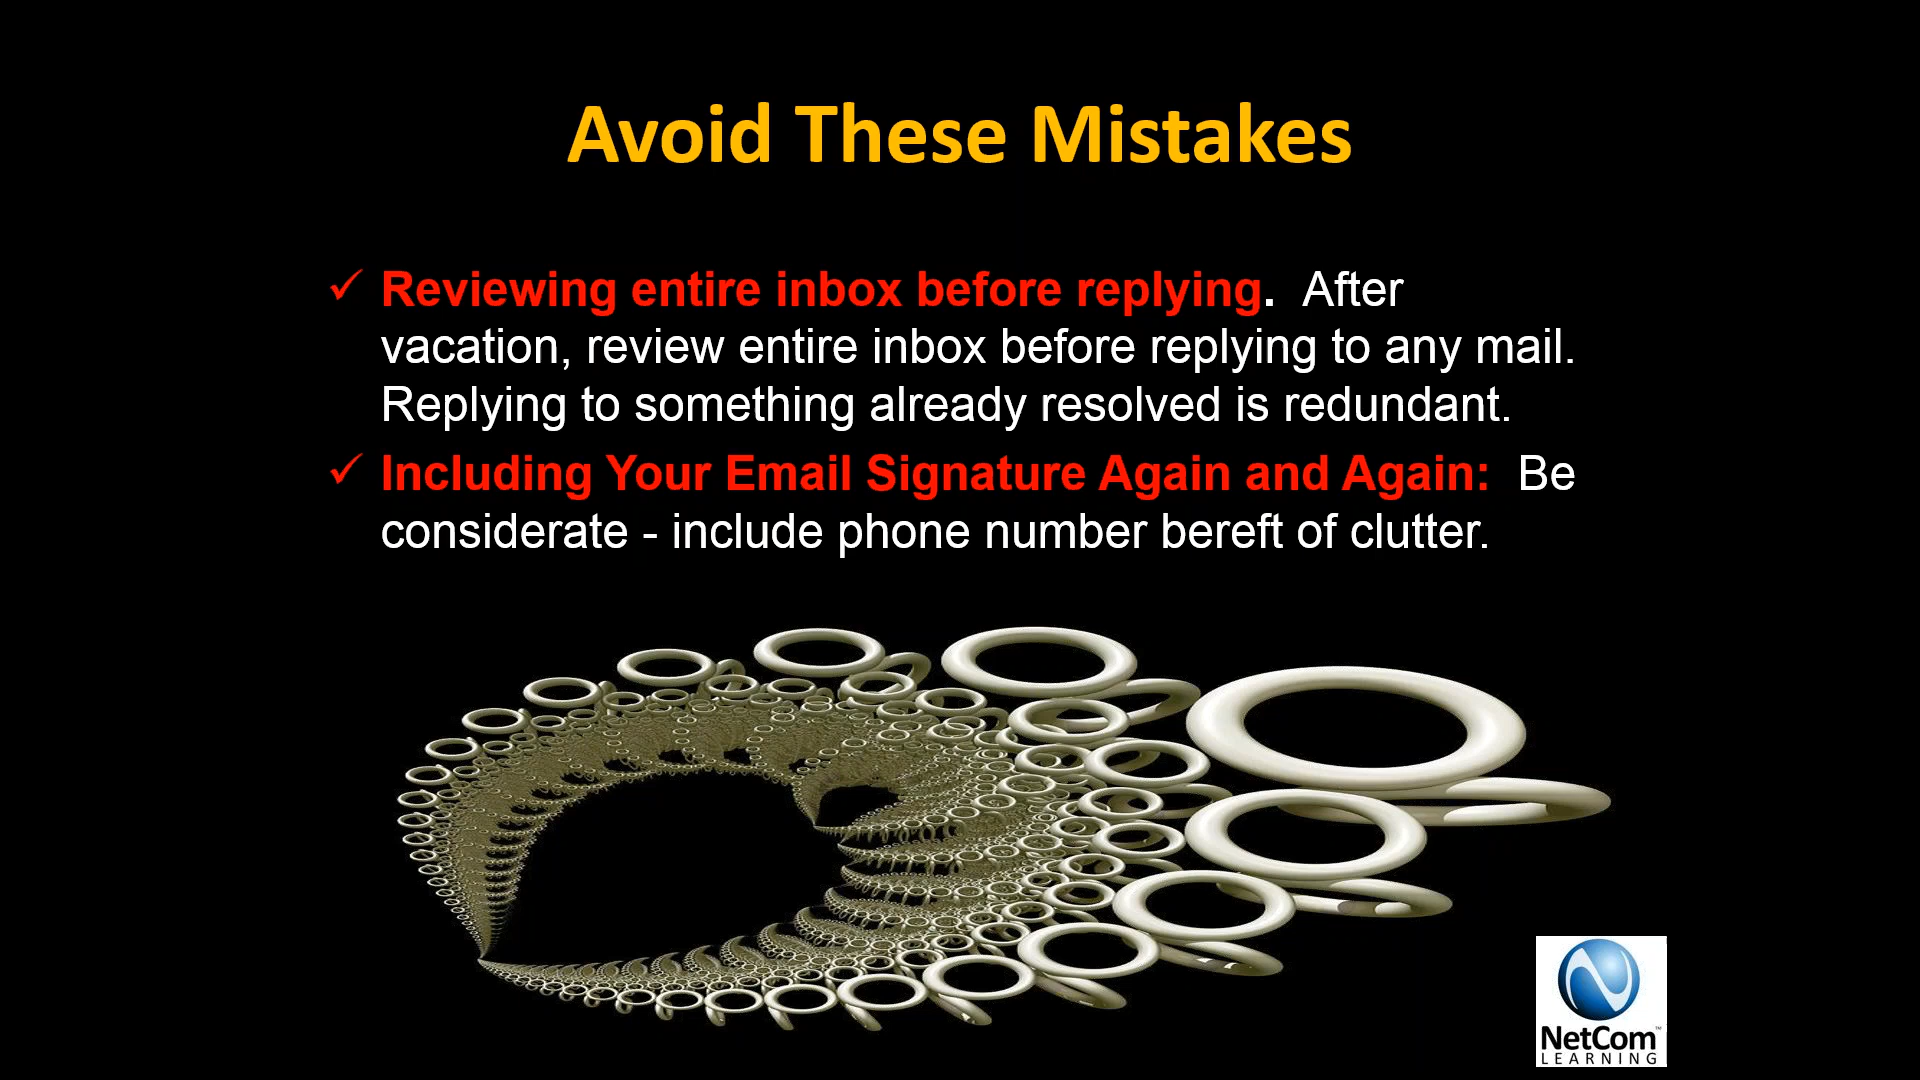 Avoid These Mistakes
✓ Reviewing entire inbox before replying.  After
vacation, review entire inbox before replying to any mail.
Replying to something already resolved is redundant.
✓ Including Your Email Signature Again and Again:  Be
considerate - include phone number bereft of clutter.
NetCom™
LEARNING